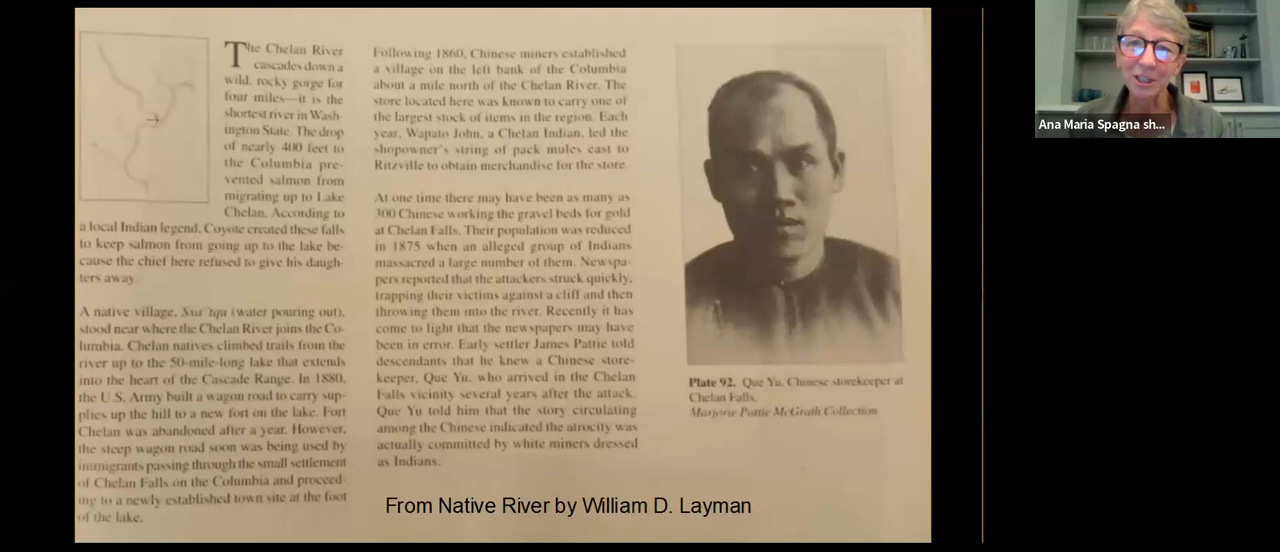 The Chelan River
cascades down a
wild, rocky gorge for
four miles—it is the
shortest river in Wash-
ington State. The drop
of nearly 400 feet to
the Columbia pre-
vented salmon from
migrating up to Lake
Chelan. According to
a local Indian legend, Coyote created these falls
to keep salmon from going up to the lake be-
cause the chief here refused to give his daugh-
ters away.
A native village, (water pouring out),
stood near where the Chelan River joins the Co-
lumbia. Chelan natives climbed trails from the
river up to the 50-mile-long lake that extends
into the heart of the Cascade Range. In 1880,
the U.S. Army built a wagon road to carry sup-
plies up the hill to a new fort on the lake. Fort
Chelan was abandoned after a year. However,
the steep wagon road soon was being used by
immigrants passing through the small settlement
of Chelan Falls on the Columbia and proceed-
ing to a newly established town site at the foot
of the lake.
Following 1860, Chinese miners established
a village on the left bank of the Columbia
about a mile north of the Chelan River. The
store located here was known to carry one of
the largest stock of items in the region. Each
year, Wapato John, a Chelan Indian, led the
shopowner's string of pack mules east to
Ritzville to obtain merchandise for the store.
At one time there may have been as many as
300 Chinese working the gravel beds for gold
at Chelan Falls. Their population was reduced
in 1875 when an alleged group of Indians
massacred a large number of them. Newspa-
pers reported that the attackers struck quickly,
trapping their victims against a cliff and then
throwing them into the river. Recently it has
come to light that the newspapers may have
been in error. Early settler James Pattie told
descendants that he knew a Chinese store-
keeper, Que Yu, who arrived in the Chelan
Falls vicinity several years after the attack.
Que Yu told him that the story circulating
among the Chinese indicated the atrocity was
actually committed by white miners dressed
as Indians.
Plate 92. Que Yu, Chinese storekeeper at
Chelan Falls.
Marjorie Pattie McGrath Collection
From Native River by William D. Layman
Ana Maria Spagna sh...